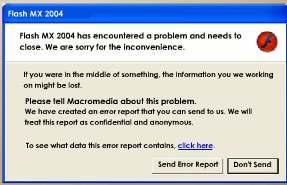 Flash MX 2004
Flash MX 2004 has encountered a problem and needs to
close. We are sorry for the inconvenience.
If you were in the middle of something, the information you we working
on might be lost.
Please tell Macromedia about this problem.
We have created an error report that you can send to us. We will
treat this report as confidential and anonymous.
To see what data this error report contains, click here.
Send Error Report
Don't Send